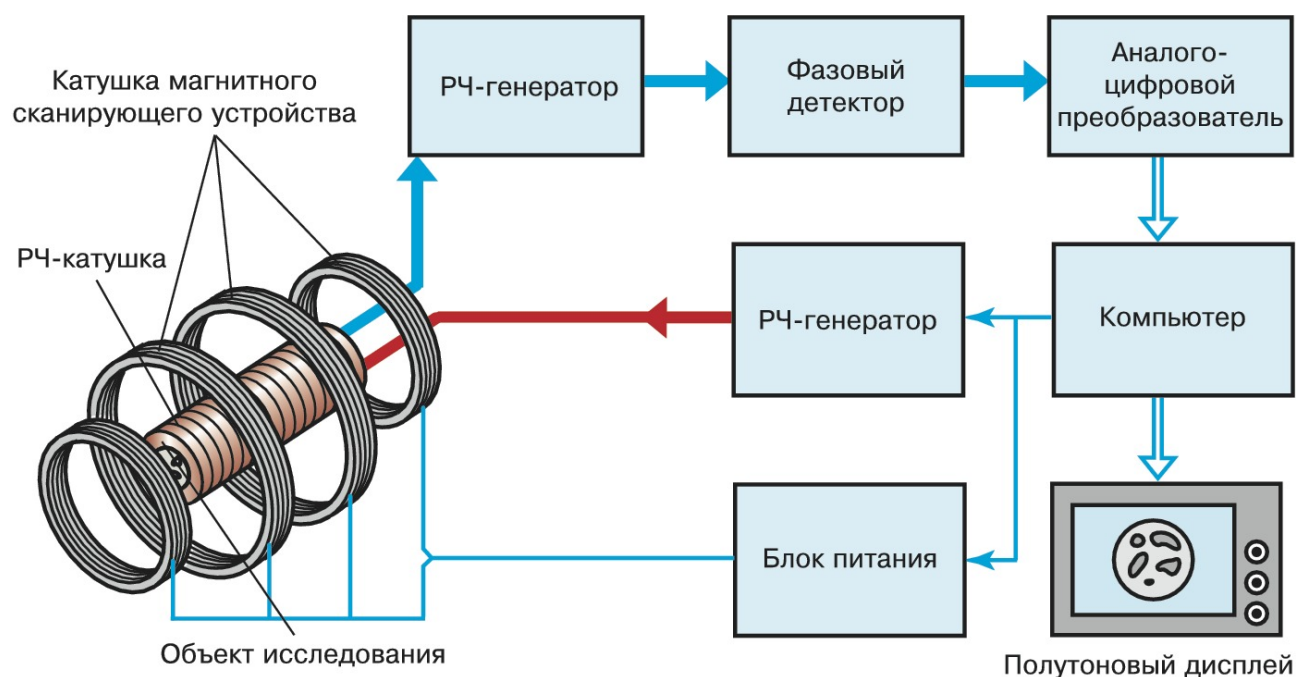 РЧ-генератор
Фазовый
детектор
Аналого-
цифровой
преобразователь
Катушка магнитного
сканирующего устройства
РЧ-катушка
РЧ-генератор
Компьютер
Блок питания
Объект исследования
Полутоновый дисплей